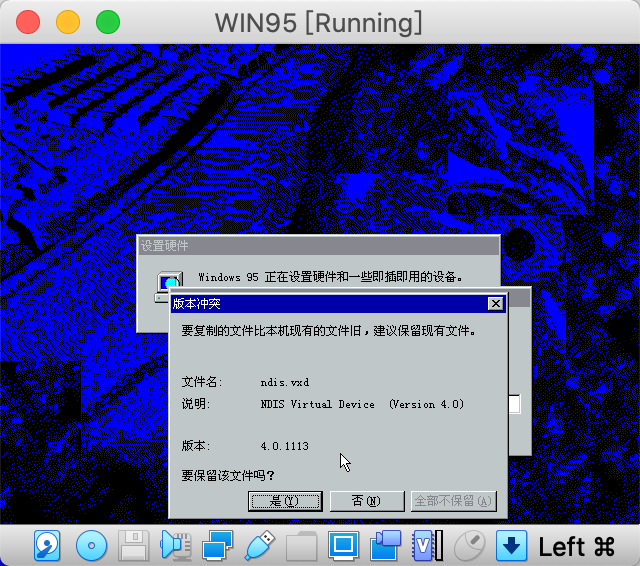 WIN95 [Running]
设置硬件
Windows 95 正在设置硬件和一些即插即用的设备。
版本冲突
要复制的文件比本机现有的文件旧，建议保留现有文件。
文件名: ndis.vxd
说明: NDIS Virtual Device (Version 4.0)
版本: 4.0.1113
要保留该文件吗?
是(Y) 否(N) 全部不保留(A)
V
Left ⌘